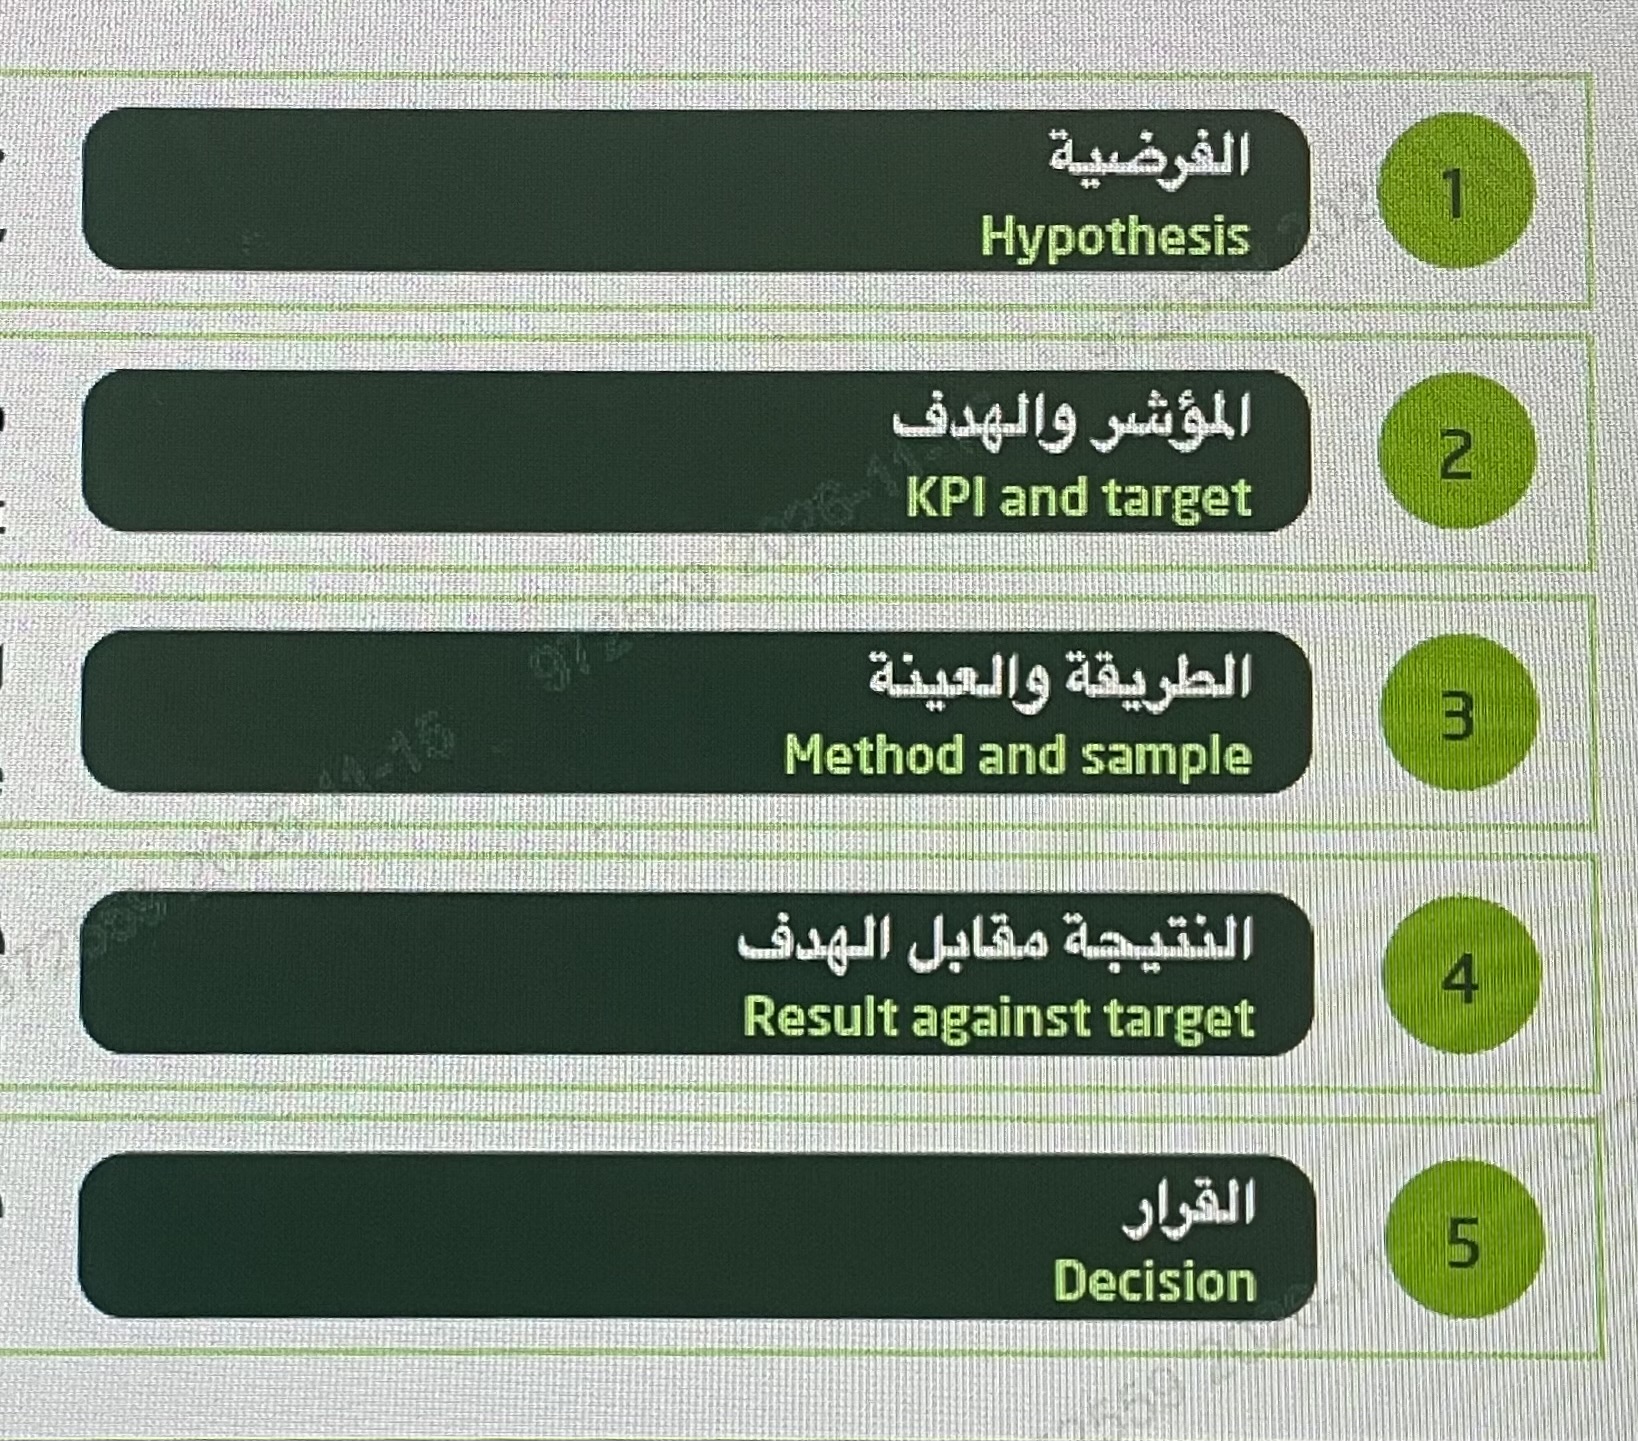 1
الفرضية
Hypothesis
2
المؤشر والهدف
KPI and target
3
الطريقة والعينة
Method and sample
4
النتيجة مقابل الهدف
Result against target
5
القرار
Decision